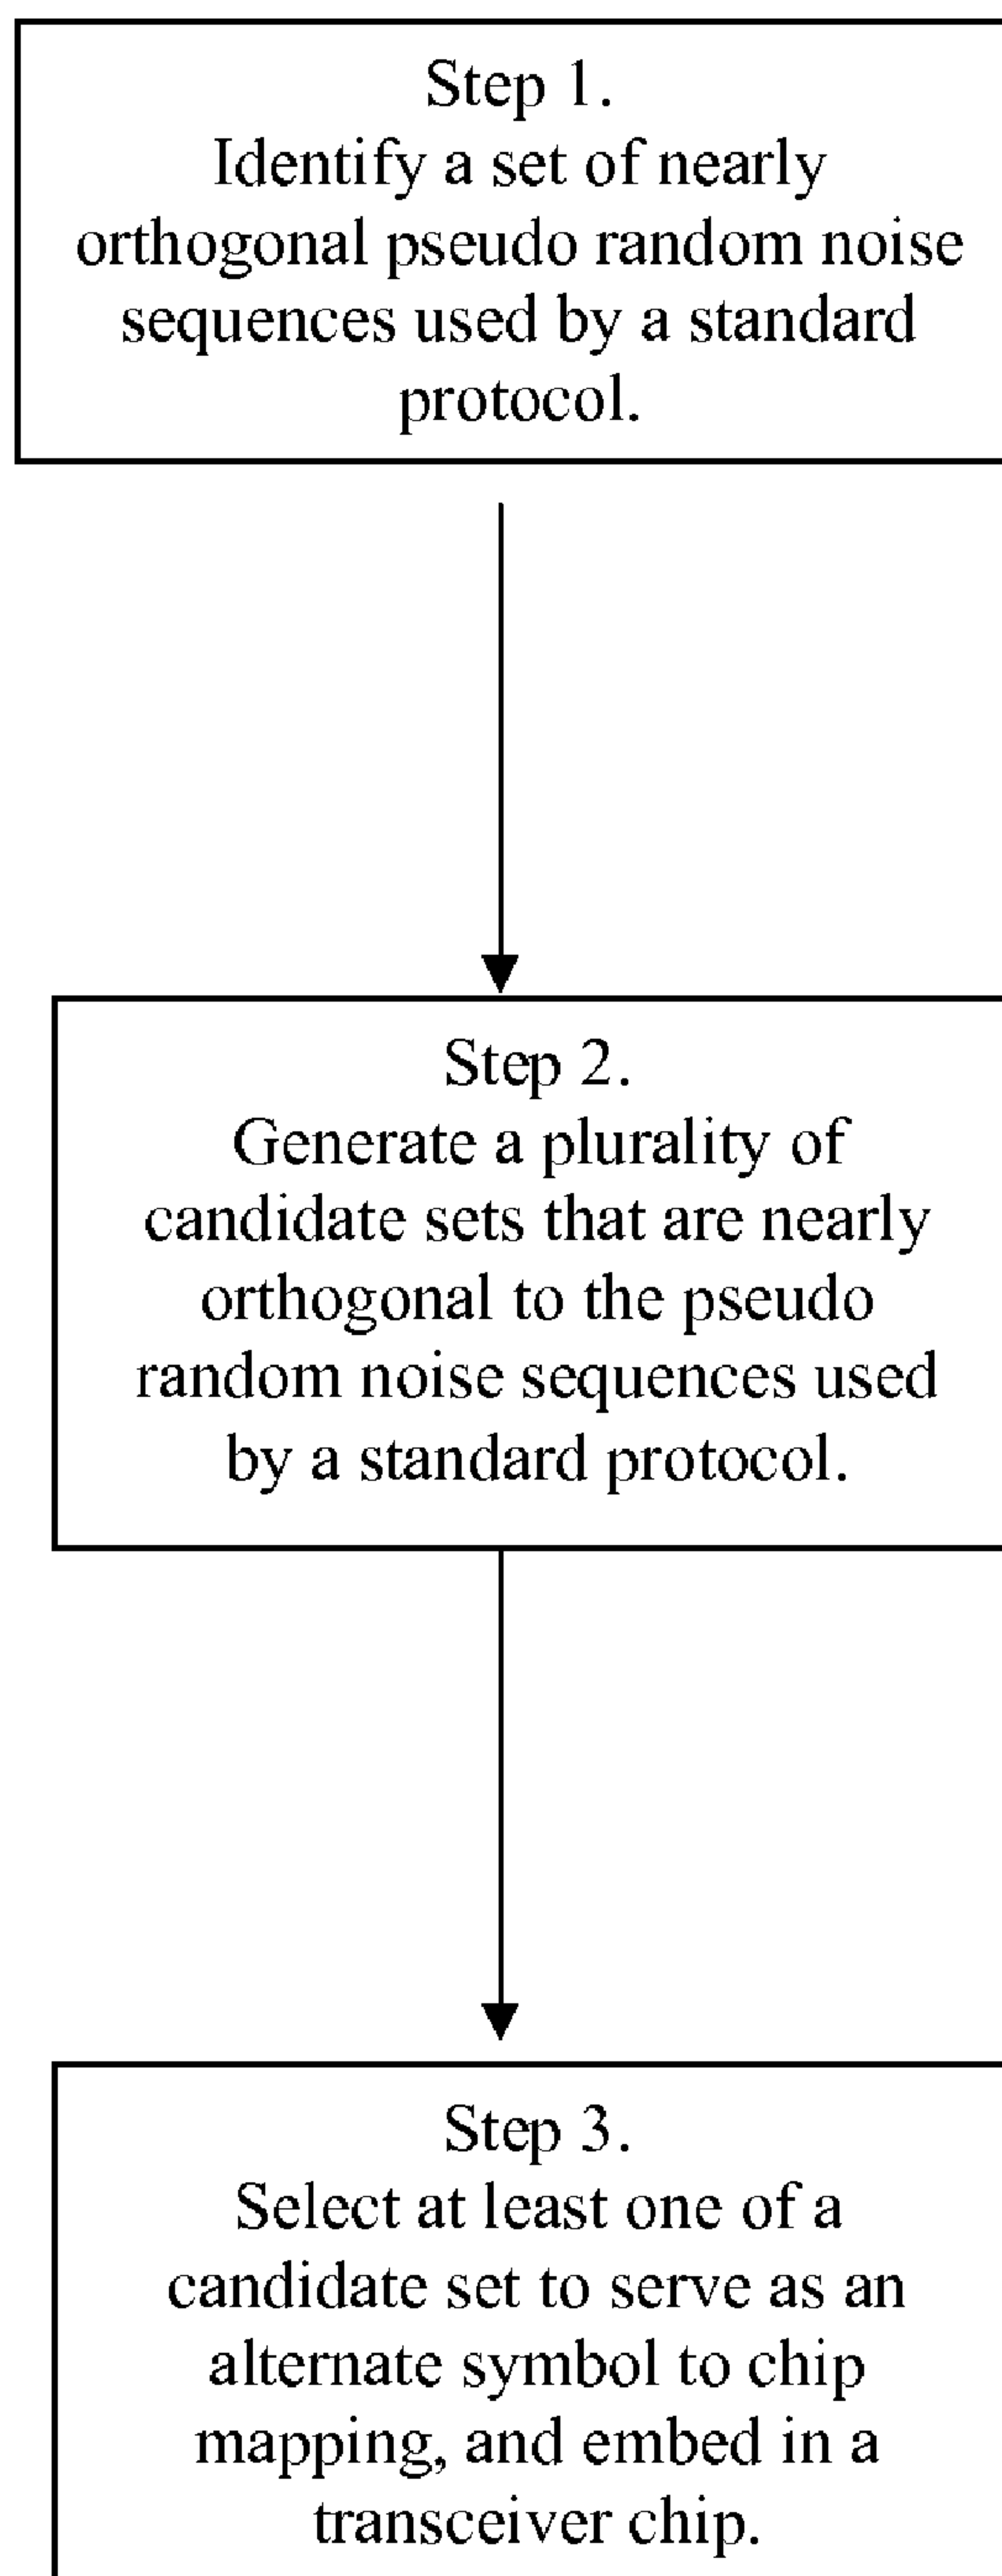 Step 1.
Identify a set of nearly
orthogonal pseudo random noise
sequences used by a standard
protocol.
Step 2.
Generate a plurality of
candidate sets that are nearly
orthogonal to the pseudo
random noise sequences used
by a standard protocol.
Step 3.
Select at least one of a
candidate set to serve as an
alternate symbol to chip
mapping, and embed in a
transceiver chip.